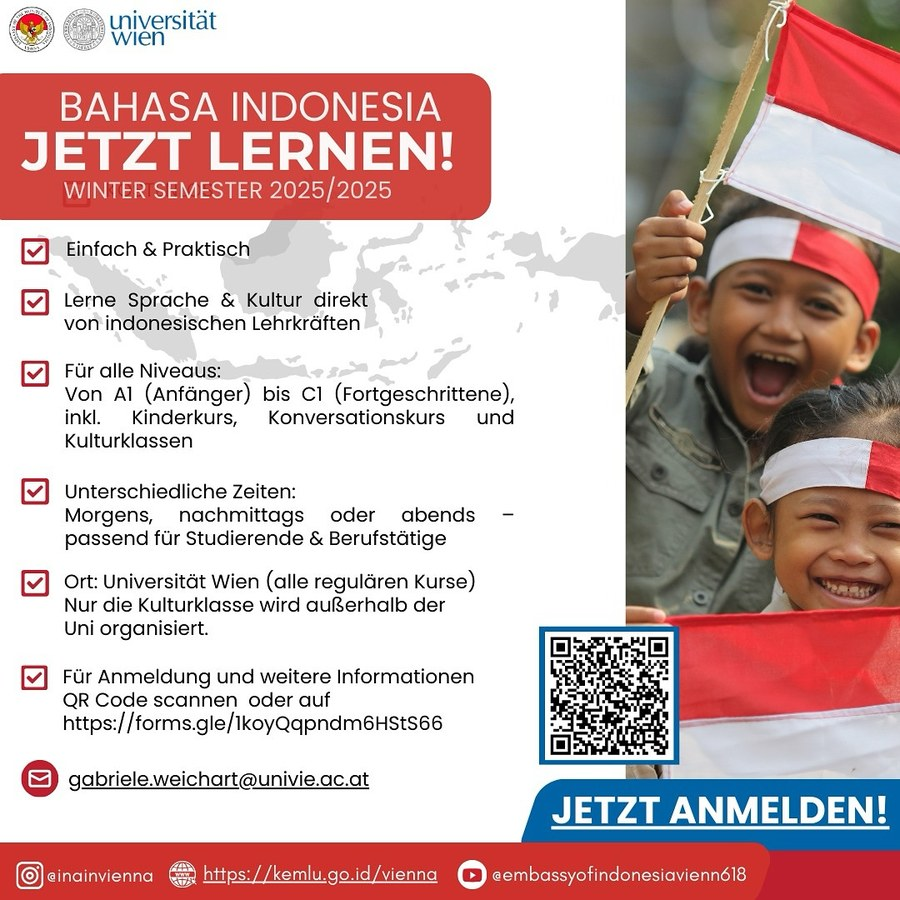 universität
wien
BAHASA INDONESIA
JETZT LERNEN!
WINTER SEMESTER 2025/2025
Einfach & Praktisch
Lerne Sprache & Kultur direkt
von indonesischen Lehrkräften
Für alle Niveaus:
Von A1 (Anfänger) bis C1 (Fortgeschrittene),
inkl. Kinderkurs, Konversationskurs und
Kulturklassen
Unterschiedliche Zeiten:
Morgens, nachmittags oder abends –
passend für Studierende & Berufstätige
Ort: Universität Wien (alle regulären Kurse)
Nur die Kulturklasse wird außerhalb der
Uni organisiert.
Für Anmeldung und weitere Informationen
QR Code scannen oder auf
https://forms.gle/1koyQqpndm6HStS66
gabriele.weichart@univie.ac.at
JETZT ANMELDEN!
@inainvienna
https://kemlu.go.id/vienna
@embassyofindonesiavienn618